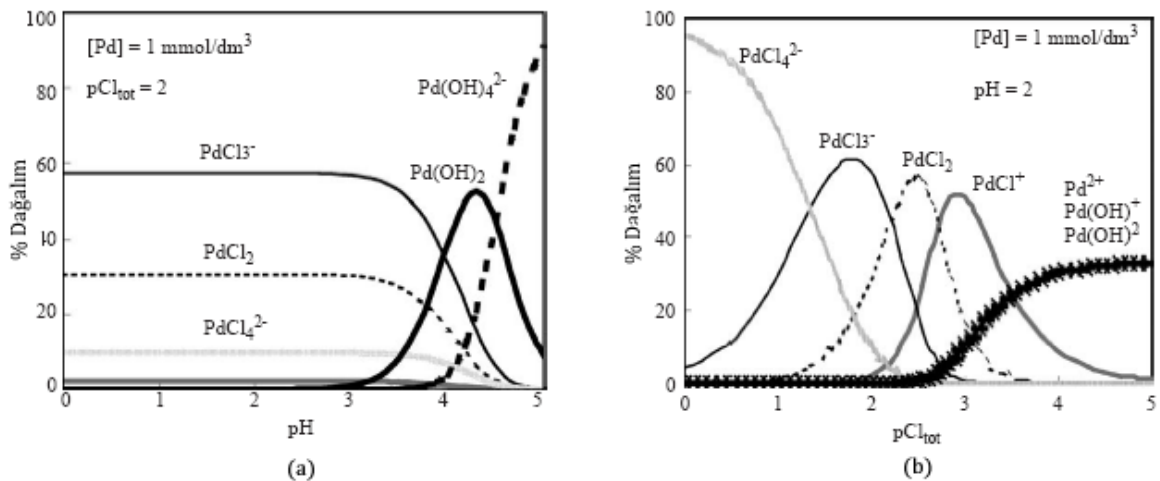 100
80
60
40
20
0
% Dağalım
[Pd] = 1 mmol/dm³
pCl_tot = 2
Pd(OH)₄²⁻
PdCl3⁻
Pd(OH)₂
PdCl₂
PdCl₄²⁻
0 1 2 3 4 5
pH
(a)
100
80
60
40
20
0
% Dağalım
PdCl₄²⁻
[Pd] = 1 mmol/dm³
pH = 2
PdCl3⁻
PdCl₂
PdCl⁺
Pd²⁺
Pd(OH)⁺
Pd(OH)²
0 1 2 3 4 5
pCl_tot
(b)